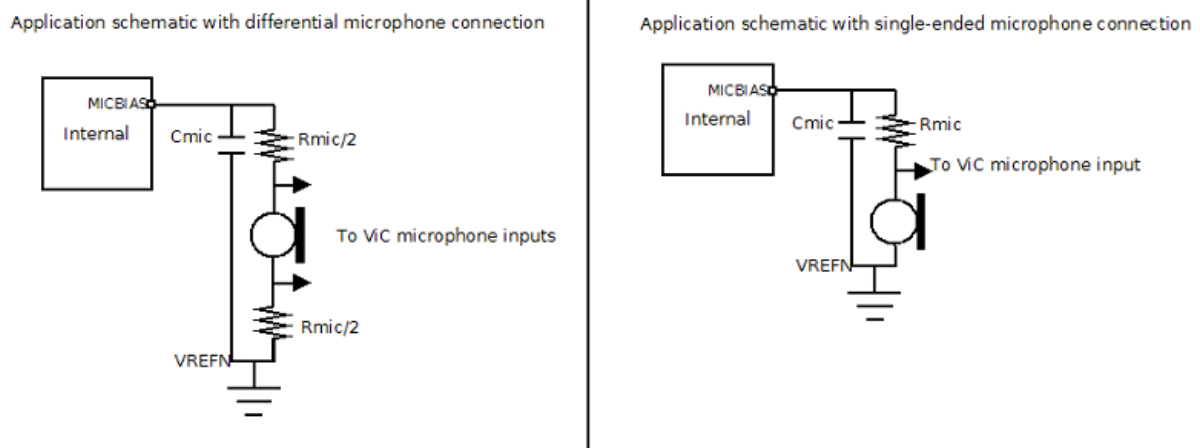 Application schematic with differential microphone connection
MICBIAS
Internal
Cmic
Rmic/2
To ViC microphone inputs
Rmic/2
VREFN
Application schematic with single-ended microphone connection
MICBIAS
Internal
Cmic
Rmic
To ViC microphone input
VREFN